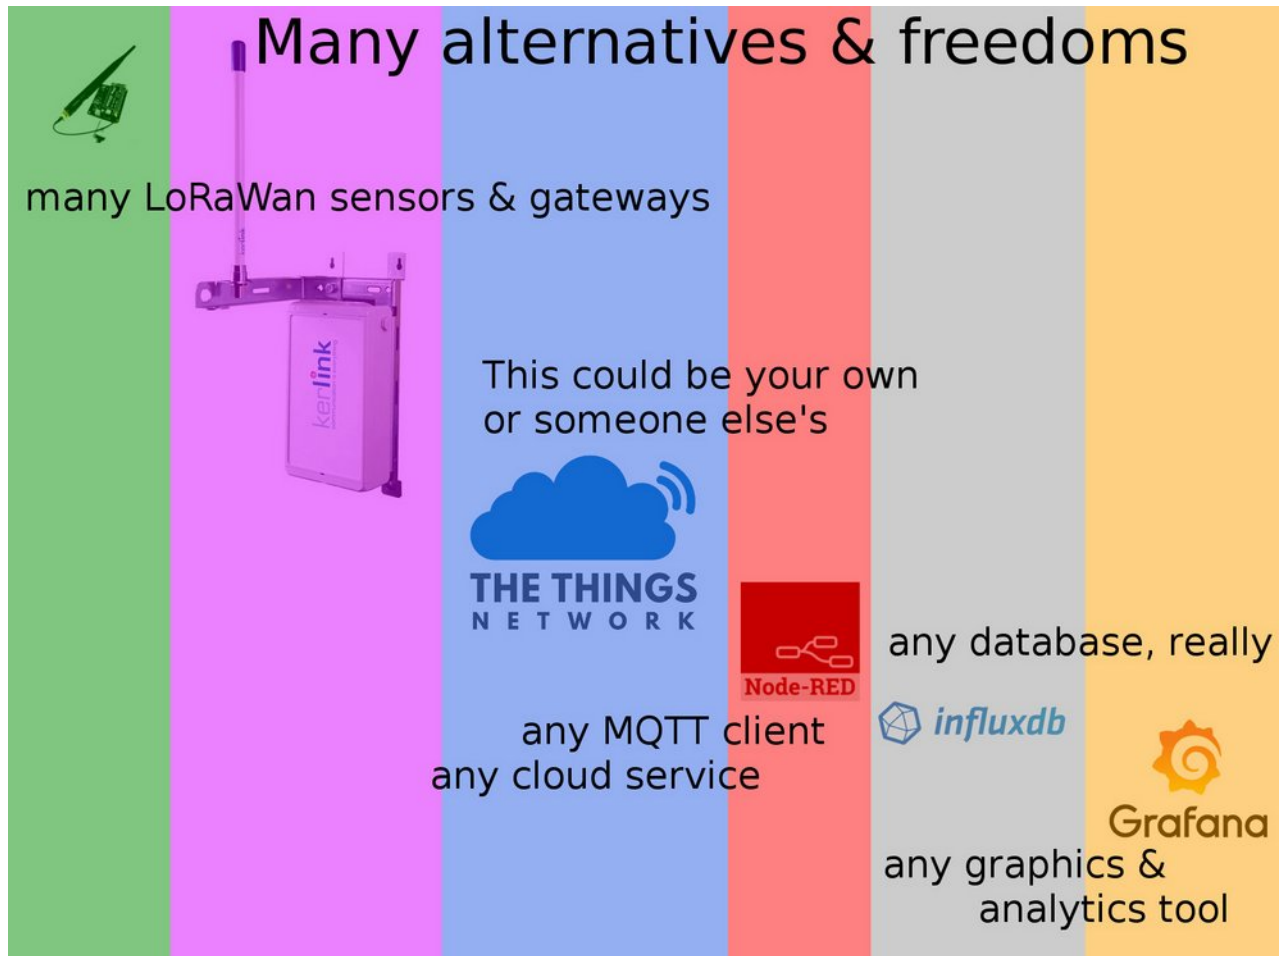 Many alternatives & freedoms
many LoRaWan sensors & gateways
kerlink
This could be your own
or someone else's
THE THINGS
NETWORK
Node-RED
any database, really
influxdb
any MQTT client
any cloud service
Grafana
any graphics &
analytics tool